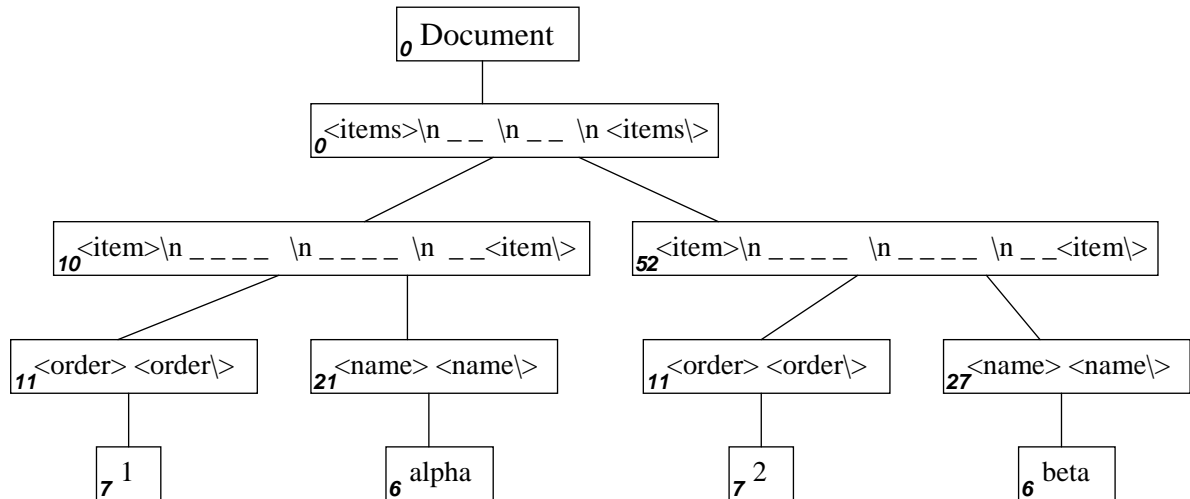 0 Document
0 <items>\n _ _ \n _ _ \n <items\>
10 <item>\n _ _ _ _ \n _ _ _ _ \n _ _<item\>
52 <item>\n _ _ _ _ \n _ _ _ _ \n _ _<item\>
11 <order> <order\>
21 <name> <name\>
11 <order> <order\>
27 <name> <name\>
7 1
6 alpha
7 2
6 beta